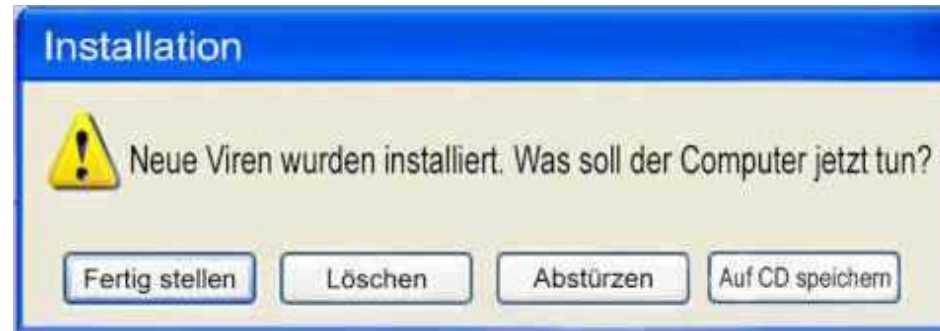 Installation
Neue Viren wurden installiert. Was soll der Computer jetzt tun?
Fertig stellen Löschen Abstürzen Auf CD speichern